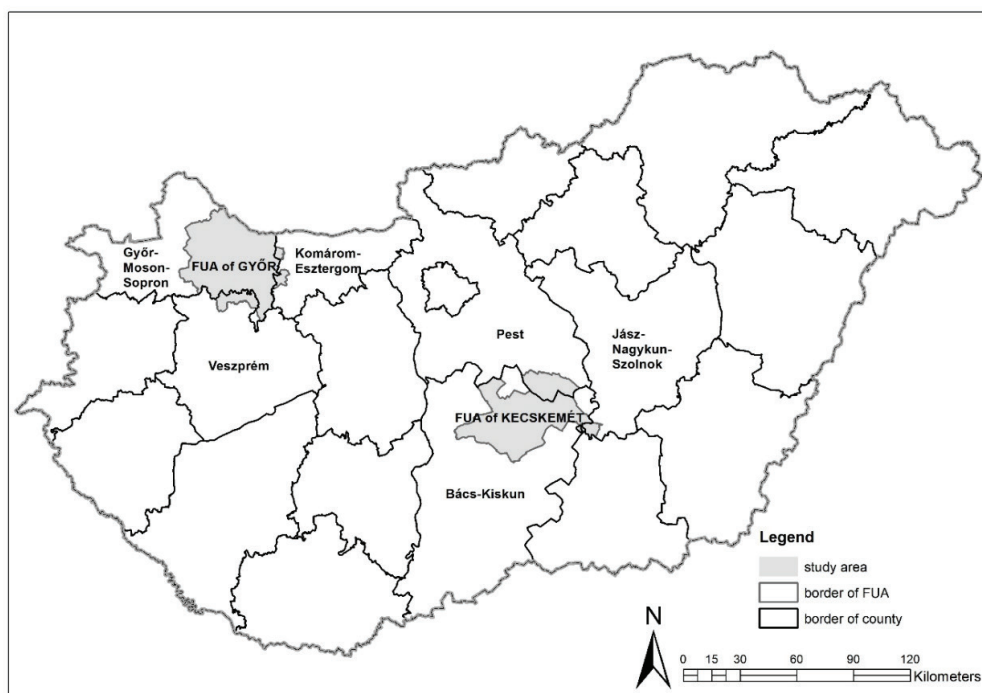 Győr-
Moson-
Sopron
FUA of GYŐR
Komárom-
Esztergom
Veszprém
Pest
Jász-
Nagykun-
Szolnok
FUA of KECSKEMÉT
Bács-Kiskun
Legend
study area
border of FUA
border of county
N
0 15 30 60 90 120
Kilometers